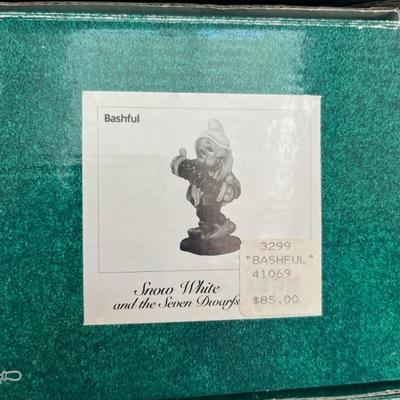 Bashful
3299
"BASHFUL"
41069
$85.00
Snow White
and the Seven Dwarfs